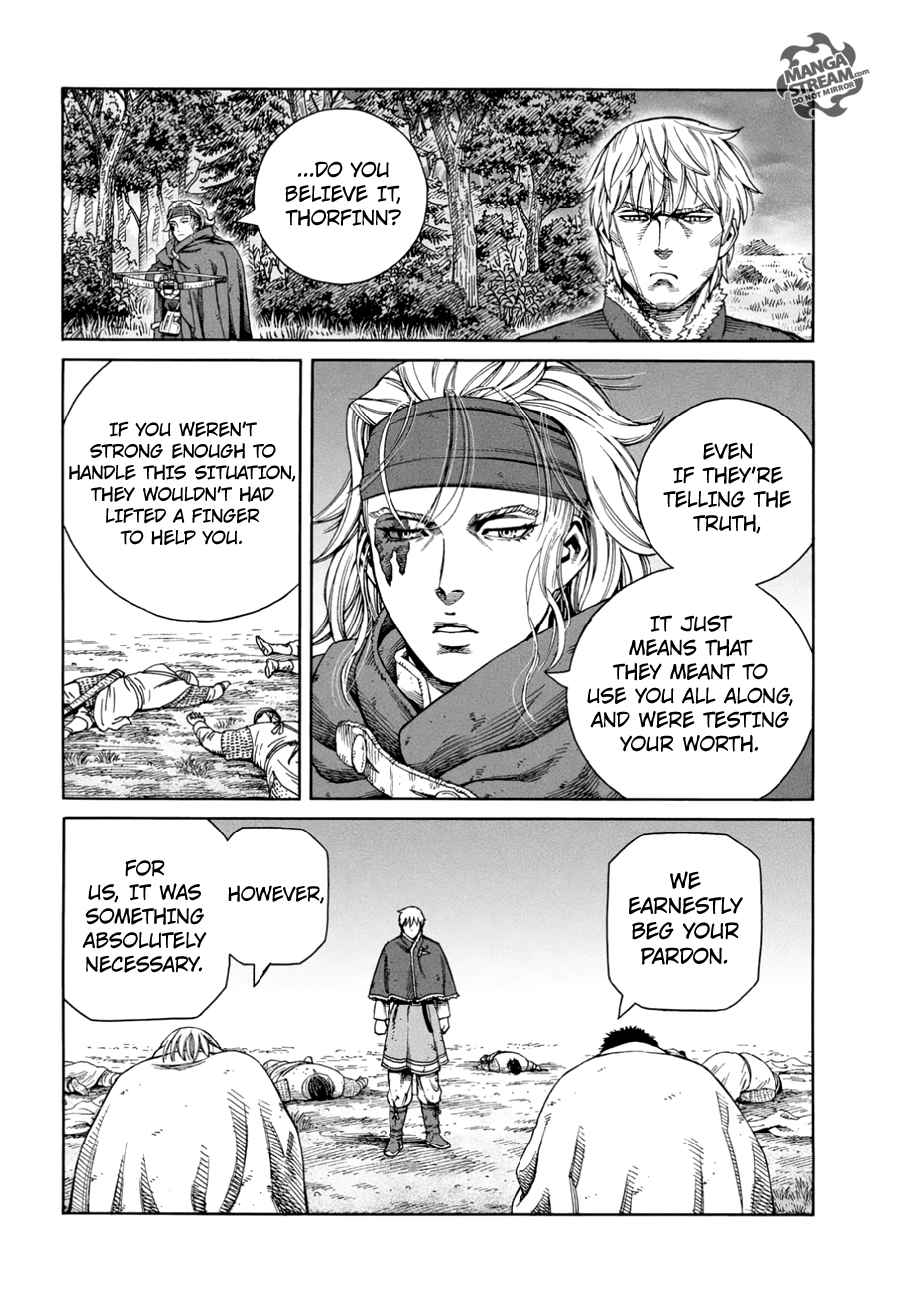 MANGA
STREAM.com
DO NOT MIRROR
...DO YOU
BELIEVE IT,
THORFINN?
EVEN
IF THEY'RE
TELLING THE
TRUTH,
IT JUST
MEANS THAT
THEY MEANT TO
USE YOU ALL ALONG,
AND WERE TESTING
YOUR WORTH.
IF YOU WEREN'T
STRONG ENOUGH TO
HANDLE THIS SITUATION,
THEY WOULDN'T HAD
LIFTED A FINGER
TO HELP YOU.
WE
EARNESTLY
BEG YOUR
PARDON.
HOWEVER,
FOR
US, IT WAS
SOMETHING
ABSOLUTELY
NECESSARY.